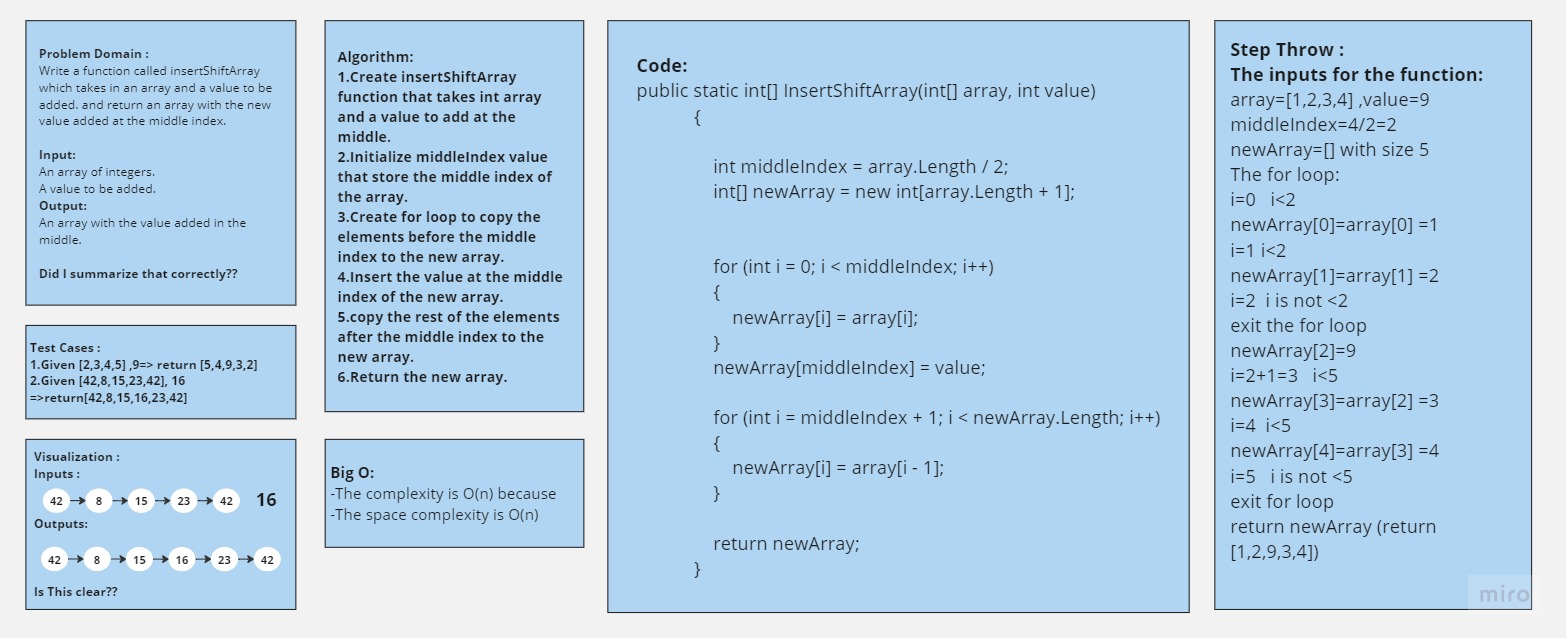 Problem Domain :
Write a function called insertShiftArray
which takes in an array and a value to be
added. and return an array with the new
value added at the middle index.
Input:
An array of integers.
A value to be added.
Output:
An array with the value added in the
middle.
Did I summarize that correctly??
Test Cases :
1.Given [2,3,4,5] ,9=> return [5,4,9,3,2]
2.Given [42,8,15,23,42], 16
=>return[42,8,15,16,23,42]
Visualization :
Inputs :
42 8 15 23 42 16
Outputs:
42 8 15 16 23 42
Is This clear??
Algorithm:
1.Create insertShiftArray
function that takes int array
and a value to add at the
middle.
2.Initialize middleIndex value
that store the middle index of
the array.
3.Create for loop to copy the
elements before the middle
index to the new array.
4.Insert the value at the middle
index of the new array.
5.copy the rest of the elements
after the middle index to the
new array.
6.Return the new array.
Big O:
-The complexity is O(n) because
-The space complexity is O(n)
Code:
public static int[] InsertShiftArray(int[] array, int value)
{
int middleIndex = array.Length / 2;
int[] newArray = new int[array.Length + 1];
for (int i = 0; i < middleIndex; i++)
{
newArray[i] = array[i];
}
newArray[middleIndex] = value;
for (int i = middleIndex + 1; i < newArray.Length; i++)
{
newArray[i] = array[i - 1];
}
return newArray;
}
Step Throw :
The inputs for the function:
array=[1,2,3,4] ,value=9
middleIndex=4/2=2
newArray=[] with size 5
The for loop:
i=0 i<2
newArray[0]=array[0] =1
i=1 i<2
newArray[1]=array[1] =2
i=2 i is not <2
exit the for loop
newArray[2]=9
i=2+1=3 i<5
newArray[3]=array[2] =3
i=4 i<5
newArray[4]=array[3] =4
i=5 i is not <5
exit for loop
return newArray (return
[1,2,9,3,4])
miro